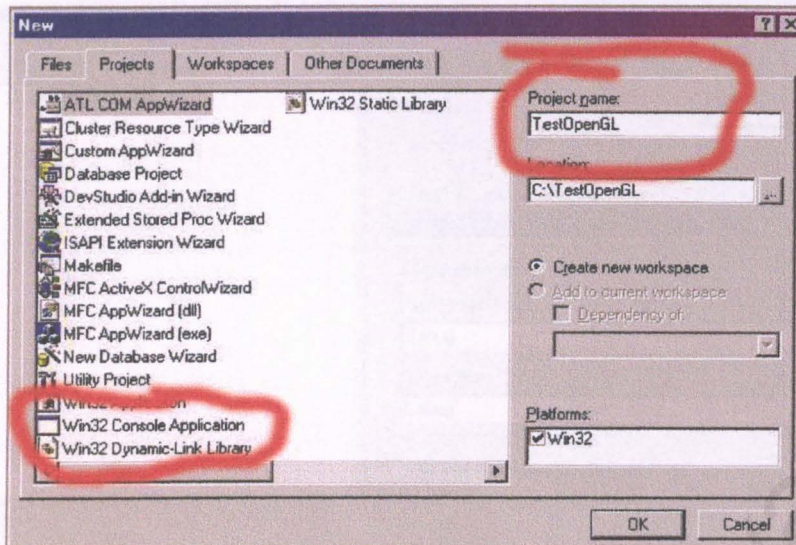 New
Files Projects Workspaces Other Documents
ATL COM AppWizard
Cluster Resource Type Wizard
Custom AppWizard
Database Project
DevStudio Add-in Wizard
Extended Stored Proc Wizard
ISAPI Extension Wizard
Makefile
MFC ActiveX ControlWizard
MFC AppWizard (dll)
MFC AppWizard (exe)
New Database Wizard
Utility Project
Win32 Application
Win32 Console Application
Win32 Dynamic-Link Library
Win32 Static Library
Project name:
TestOpenGL
Location:
C:\TestOpenGL
...
Create new workspace
Add to current workspace
Dependency of:
Platforms:
Win32
OK Cancel